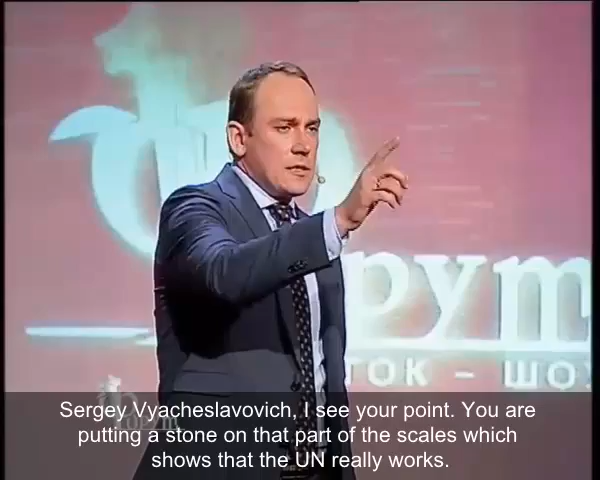 рум
ТОК – ШОУ
Sergey Vyacheslavovich, I see your point. You are
putting a stone on that part of the scales which
shows that the UN really works.